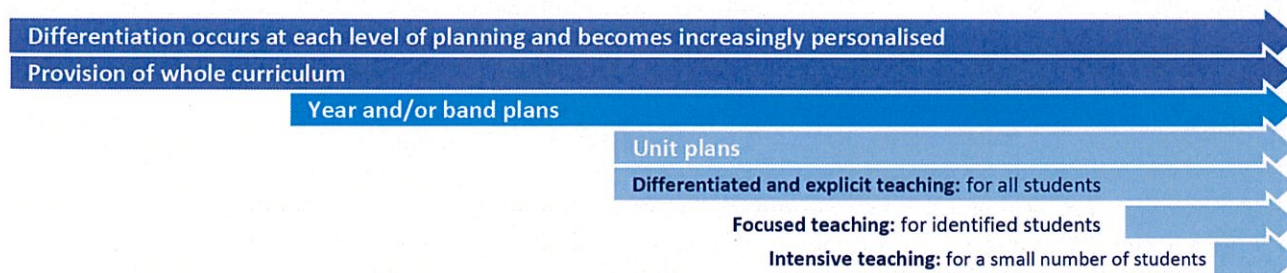 Differentiation occurs at each level of planning and becomes increasingly personalised
Provision of whole curriculum
Year and/or band plans
Unit plans
Differentiated and explicit teaching: for all students
Focused teaching: for identified students
Intensive teaching: for a small number of students